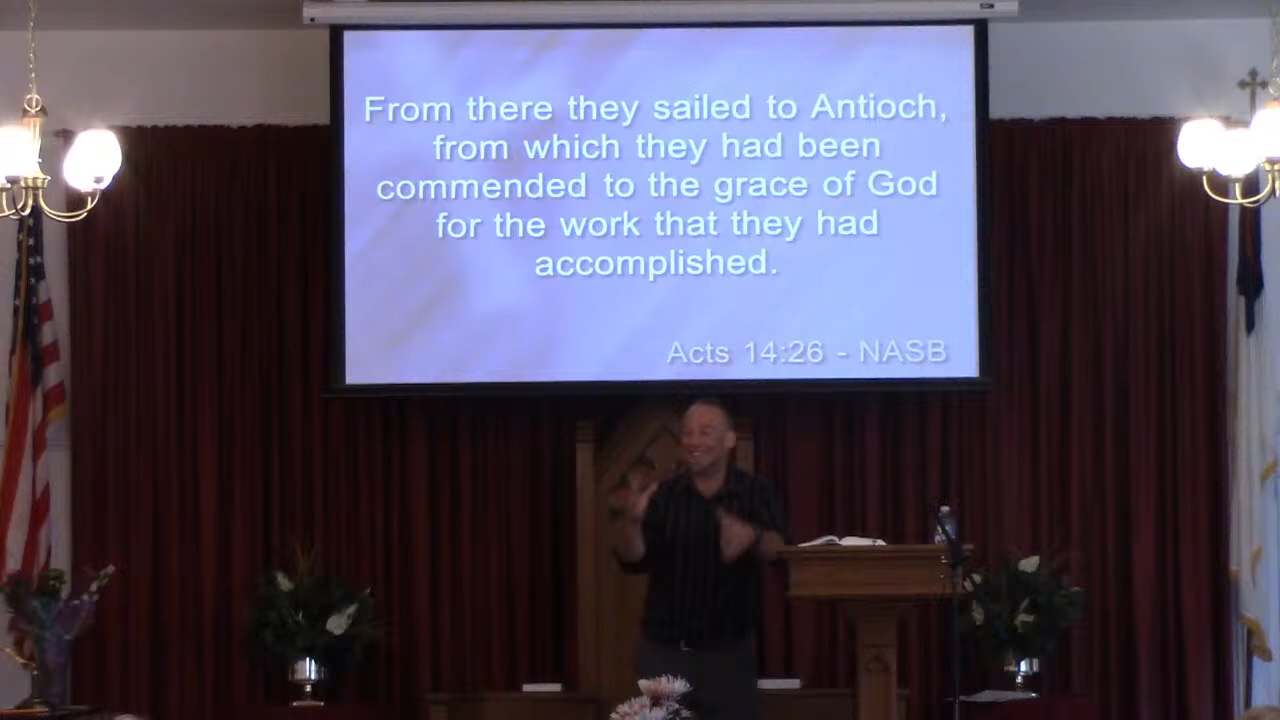 From there they sailed to Antioch,
from which they had been
commended to the grace of God
for the work that they had
accomplished.
Acts 14:26 - NASB